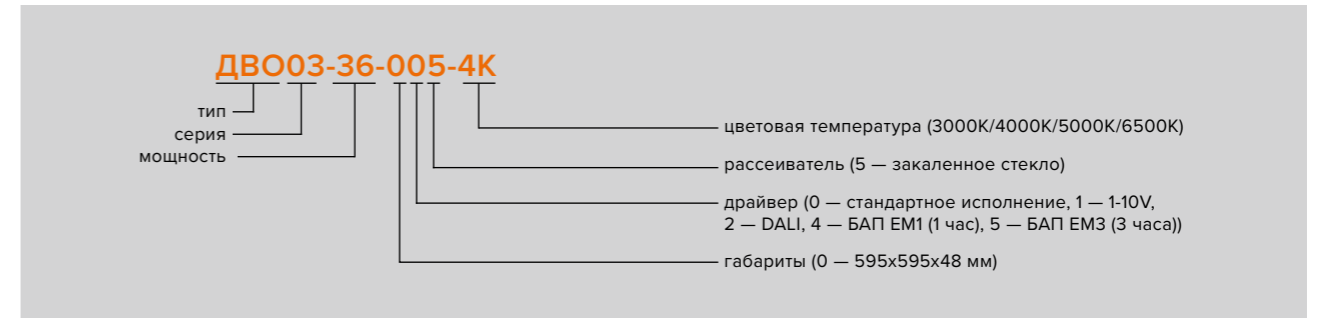 ДВО03-36-005-4К
тип
серия
мощность
цветовая температура (3000К/4000К/5000К/6500К)
рассеиватель (5 — закаленное стекло)
драйвер (0 — стандартное исполнение, 1 — 1-10V,
2 — DALI, 4 — БАП ЕМ1 (1 час), 5 — БАП ЕМ3 (3 часа))
габариты (0 — 595х595х48 мм)